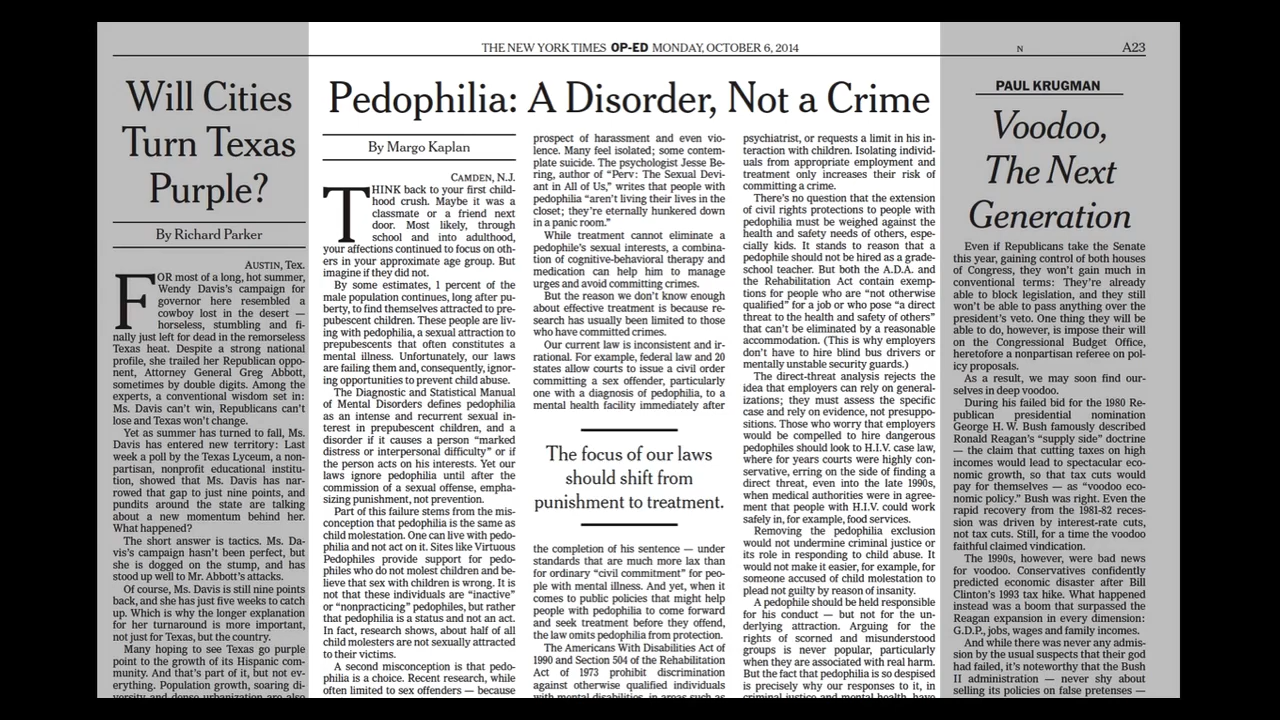 THE NEW YORK TIMES OP-ED MONDAY, OCTOBER 6, 2014
N
A23
Will Cities
Turn Texas
Purple?
By Richard Parker
AUSTIN, Tex.
FOR most of a long, hot summer,
Wendy Davis's campaign for
governor here resembled a
cowboy lost in the desert —
horseless, stumbling and fi-
nally just left for dead in the remorseless
Texas heat. Despite a strong national
profile, she trailed her Republican oppo-
nent, Attorney General Greg Abbott,
sometimes by double digits. Among the
experts, a conventional wisdom set in:
Ms. Davis can't win, Republicans can't
lose and Texas won't change.
Yet as summer has turned to fall, Ms.
Davis has entered new territory: Last
week a poll by the Texas Lyceum, a non-
partisan, nonprofit educational institu-
tion, showed that Ms. Davis has nar-
rowed that gap to just nine points, and
pundits around the state are talking
about a new momentum behind her.
What happened?
The short answer is tactics. Ms. Da-
vis's campaign hasn't been perfect, but
she is dogged on the stump, and has
stood up well to Mr. Abbott's attacks.
Of course, Ms. Davis is still nine points
back, and she has just five weeks to catch
up. Which is why the longer explanation
for her turnaround is more important,
not just for Texas, but the country.
Many hoping to see Texas go purple
point to the growth of its Hispanic com-
munity. And that's part of it, but not ev-
erything. Population growth, soaring di-
versity and dense urbanization are also
Pedophilia: A Disorder, Not a Crime
By Margo Kaplan
CAMDEN, N.J.
THINK back to your first child-
hood crush. Maybe it was a
classmate or a friend next
door. Most likely, through
school and into adulthood,
your affections continued to focus on oth-
ers in your approximate age group. But
imagine if they did not.
By some estimates, 1 percent of the
male population continues, long after pu-
berty, to find themselves attracted to pre-
pubescent children. These people are liv-
ing with pedophilia, a sexual attraction to
prepubescents that often constitutes a
mental illness. Unfortunately, our laws
are failing them and, consequently, ignor-
ing opportunities to prevent child abuse.
The Diagnostic and Statistical Manual
of Mental Disorders defines pedophilia
as an intense and recurrent sexual in-
terest in prepubescent children, and a
disorder if it causes a person “marked
distress or interpersonal difficulty” or if
the person acts on his interests. Yet our
laws ignore pedophilia until after the
commission of a sexual offense, empha-
sizing punishment, not prevention.
Part of this failure stems from the mis-
conception that pedophilia is the same as
child molestation. One can live with pedo-
philia and not act on it. Sites like Virtuous
Pedophiles provide support for pedo-
philes who do not molest children and be-
lieve that sex with children is wrong. It is
not that these individuals are “inactive”
or “nonpracticing” pedophiles, but rather
that pedophilia is a status and not an act.
In fact, research shows, about half of all
child molesters are not sexually attracted
to their victims.
A second misconception is that pedo-
philia is a choice. Recent research, while
often limited to sex offenders — because
prospect of harassment and even vio-
lence. Many feel isolated; some contem-
plate suicide. The psychologist Jesse Be-
ring, author of “Perv: The Sexual Devi-
ant in All of Us,” writes that people with
pedophilia “aren't living their lives in the
closet; they're eternally hunkered down
in a panic room.”
While treatment cannot eliminate a
pedophile's sexual interests, a combina-
tion of cognitive-behavioral therapy and
medication can help him to manage
urges and avoid committing crimes.
But the reason we don't know enough
about effective treatment is because re-
search has usually been limited to those
who have committed crimes.
Our current law is inconsistent and ir-
rational. For example, federal law and 20
states allow courts to issue a civil order
committing a sex offender, particularly
one with a diagnosis of pedophilia, to a
mental health facility immediately after
The focus of our laws
should shift from
punishment to treatment.
the completion of his sentence — under
standards that are much more lax than
for ordinary “civil commitment” for peo-
ple with mental illness. And yet, when it
comes to public policies that might help
people with pedophilia to come forward
and seek treatment before they offend,
the law omits pedophilia from protection.
The Americans With Disabilities Act of
1990 and Section 504 of the Rehabilitation
Act of 1973 prohibit discrimination
against otherwise qualified individuals
with mental disabilities, in areas such as
psychiatrist, or requests a limit in his in-
teraction with children. Isolating individ-
uals from appropriate employment and
treatment only increases their risk of
committing a crime.
There's no question that the extension
of civil rights protections to people with
pedophilia must be weighed against the
health and safety needs of others, espe-
cially kids. It stands to reason that a
pedophile should not be hired as a grade-
school teacher. But both the A.D.A. and
the Rehabilitation Act contain exemp-
tions for people who are “not otherwise
qualified” for a job or who pose “a direct
threat to the health and safety of others”
that can't be eliminated by a reasonable
accommodation. (This is why employers
don't have to hire blind bus drivers or
mentally unstable security guards.)
The direct-threat analysis rejects the
idea that employers can rely on general-
izations; they must assess the specific
case and rely on evidence, not presuppo-
sitions. Those who worry that employers
would be compelled to hire dangerous
pedophiles should look to H.I.V. case law,
where for years courts were highly con-
servative, erring on the side of finding a
direct threat, even into the late 1990s,
when medical authorities were in agree-
ment that people with H.I.V. could work
safely in, for example, food services.
Removing the pedophilia exclusion
would not undermine criminal justice or
its role in responding to child abuse. It
would not make it easier, for example, for
someone accused of child molestation to
plead not guilty by reason of insanity.
A pedophile should be held responsible
for his conduct — but not for the un-
derlying attraction. Arguing for the
rights of scorned and misunderstood
groups is never popular, particularly
when they are associated with real harm.
But the fact that pedophilia is so despised
is precisely why our responses to it, in
criminal justice and mental health, have
PAUL KRUGMAN
Voodoo,
The Next
Generation
Even if Republicans take the Senate
this year, gaining control of both houses
of Congress, they won't gain much in
conventional terms: They're already
able to block legislation, and they still
won't be able to pass anything over the
president's veto. One thing they will be
able to do, however, is impose their will
on the Congressional Budget Office,
heretofore a nonpartisan referee on pol-
icy proposals.
As a result, we may soon find our-
selves in deep voodoo.
During his failed bid for the 1980 Re-
publican presidential nomination
George H. W. Bush famously described
Ronald Reagan's “supply side” doctrine
— the claim that cutting taxes on high
incomes would lead to spectacular eco-
nomic growth, so that tax cuts would
pay for themselves — as “voodoo eco-
nomic policy.” Bush was right. Even the
rapid recovery from the 1981-82 reces-
sion was driven by interest-rate cuts,
not tax cuts. Still, for a time the voodoo
faithful claimed vindication.
The 1990s, however, were bad news
for voodoo. Conservatives confidently
predicted economic disaster after Bill
Clinton's 1993 tax hike. What happened
instead was a boom that surpassed the
Reagan expansion in every dimension:
G.D.P., jobs, wages and family incomes.
And while there was never any admis-
sion by the usual suspects that their god
had failed, it's noteworthy that the Bush
II administration — never shy about
selling its policies on false pretenses —